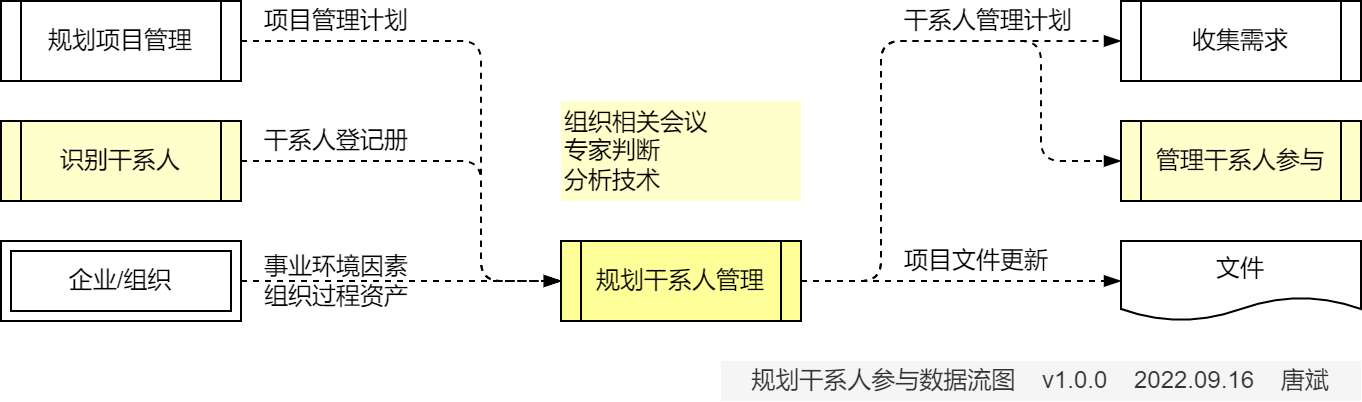 规划项目管理
项目管理计划
干系人管理计划
收集需求
识别干系人
干系人登记册
组织相关会议
专家判断
分析技术
管理干系人参与
企业/组织
事业环境因素
组织过程资产
规划干系人管理
项目文件更新
文件
规划干系人参与数据流图 v1.0.0 2022.09.16 唐斌